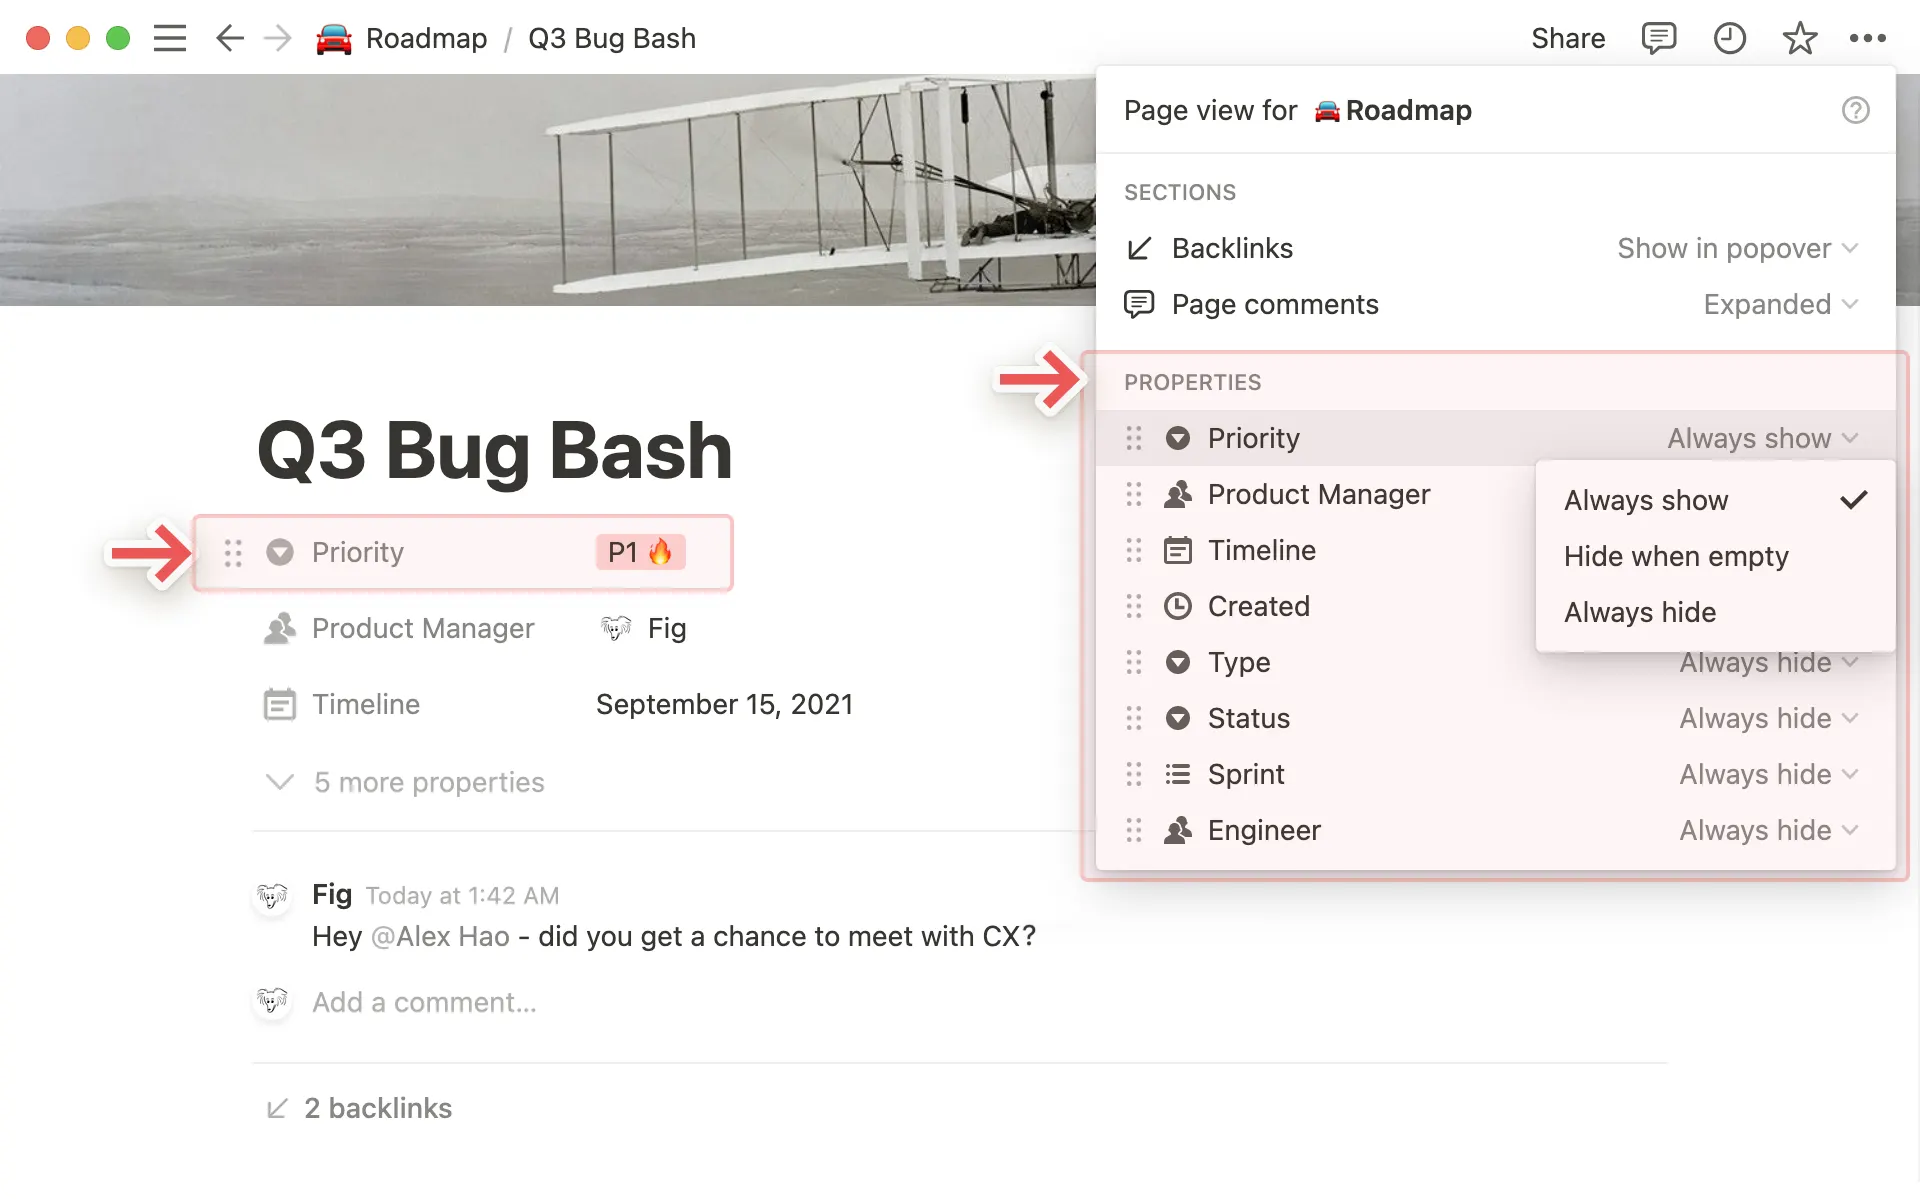 Roadmap / Q3 Bug Bash
Share
Page view for Roadmap
?
SECTIONS
Backlinks Show in popover
Page comments Expanded
PROPERTIES
Priority Always show
Product Manager
Timeline
Created
Type Always hide
Status Always hide
Sprint Always hide
Engineer Always hide
Always show
Hide when empty
Always hide
Q3 Bug Bash
Priority P1 🔥
Product Manager Fig
Timeline September 15, 2021
5 more properties
Fig Today at 1:42 AM
Hey @Alex Hao - did you get a chance to meet with CX?
Add a comment...
2 backlinks